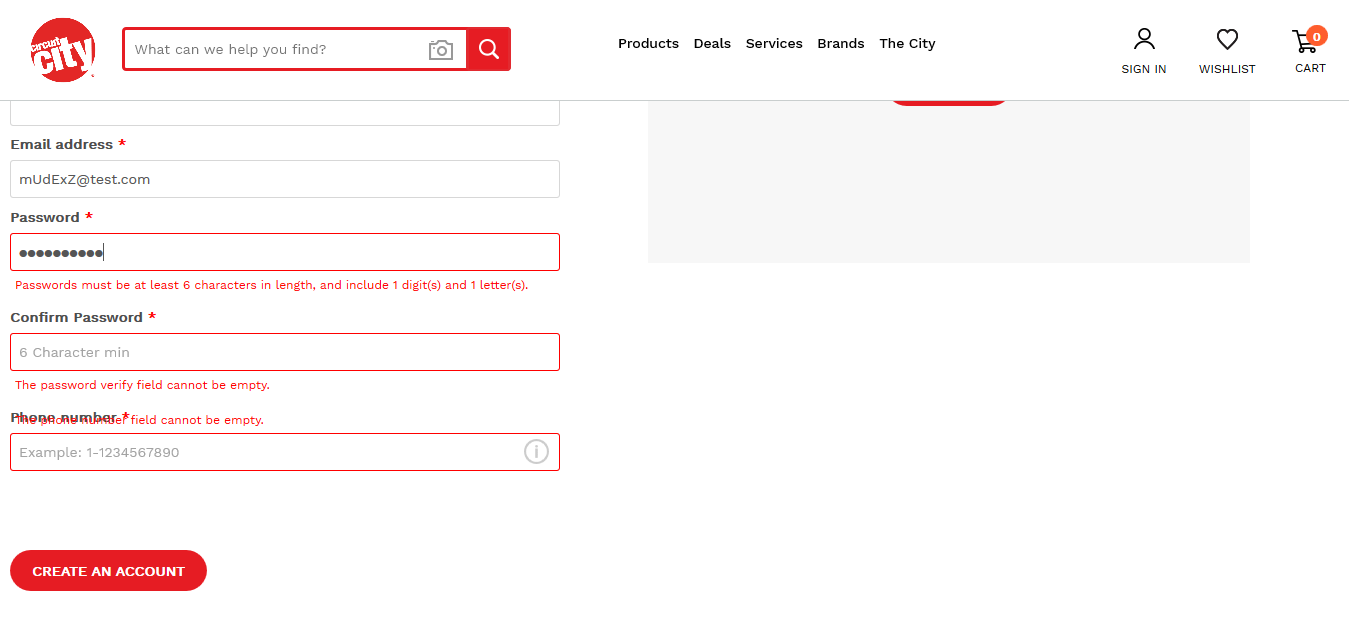 circuit city
What can we help you find?
Products Deals Services Brands The City
SIGN IN WISHLIST 0 CART
Email address *
mUdExZ@test.com
Password *
●●●●●●●●●●
Passwords must be at least 6 characters in length, and include 1 digit(s) and 1 letter(s).
Confirm Password *
6 Character min
The password verify field cannot be empty.
Phone number *
The phone number field cannot be empty.
Example: 1-1234567890
CREATE AN ACCOUNT